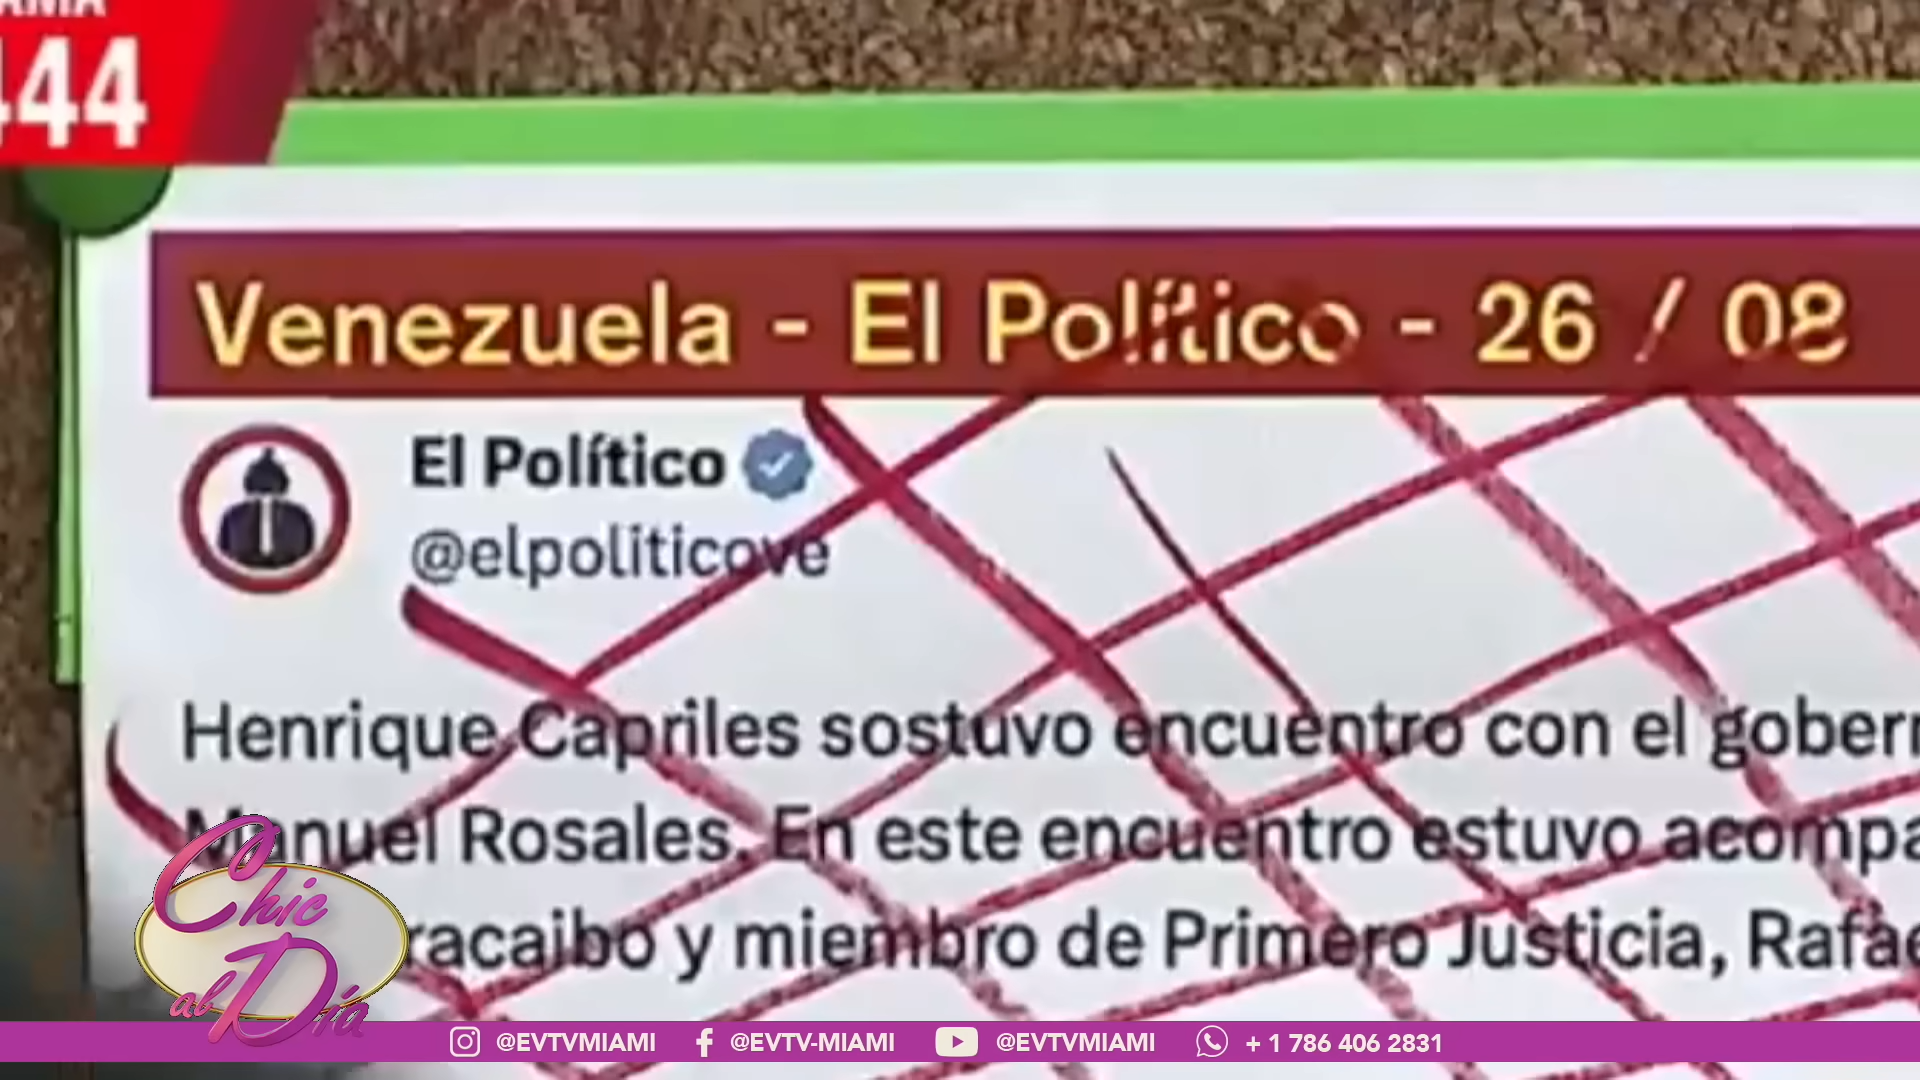 444
Venezuela - El Político - 26 / 08
El Político
@elpoliticove
Henrique Capriles sostuvo encuentro con el
Manuel Rosales. En este encuentro estuvo
y miembro de Primero Justicia,
Chic
al Día
@EVTVMIAMI @EVTV-MIAMI @EVTVMIAMI + 1 786 406 2831